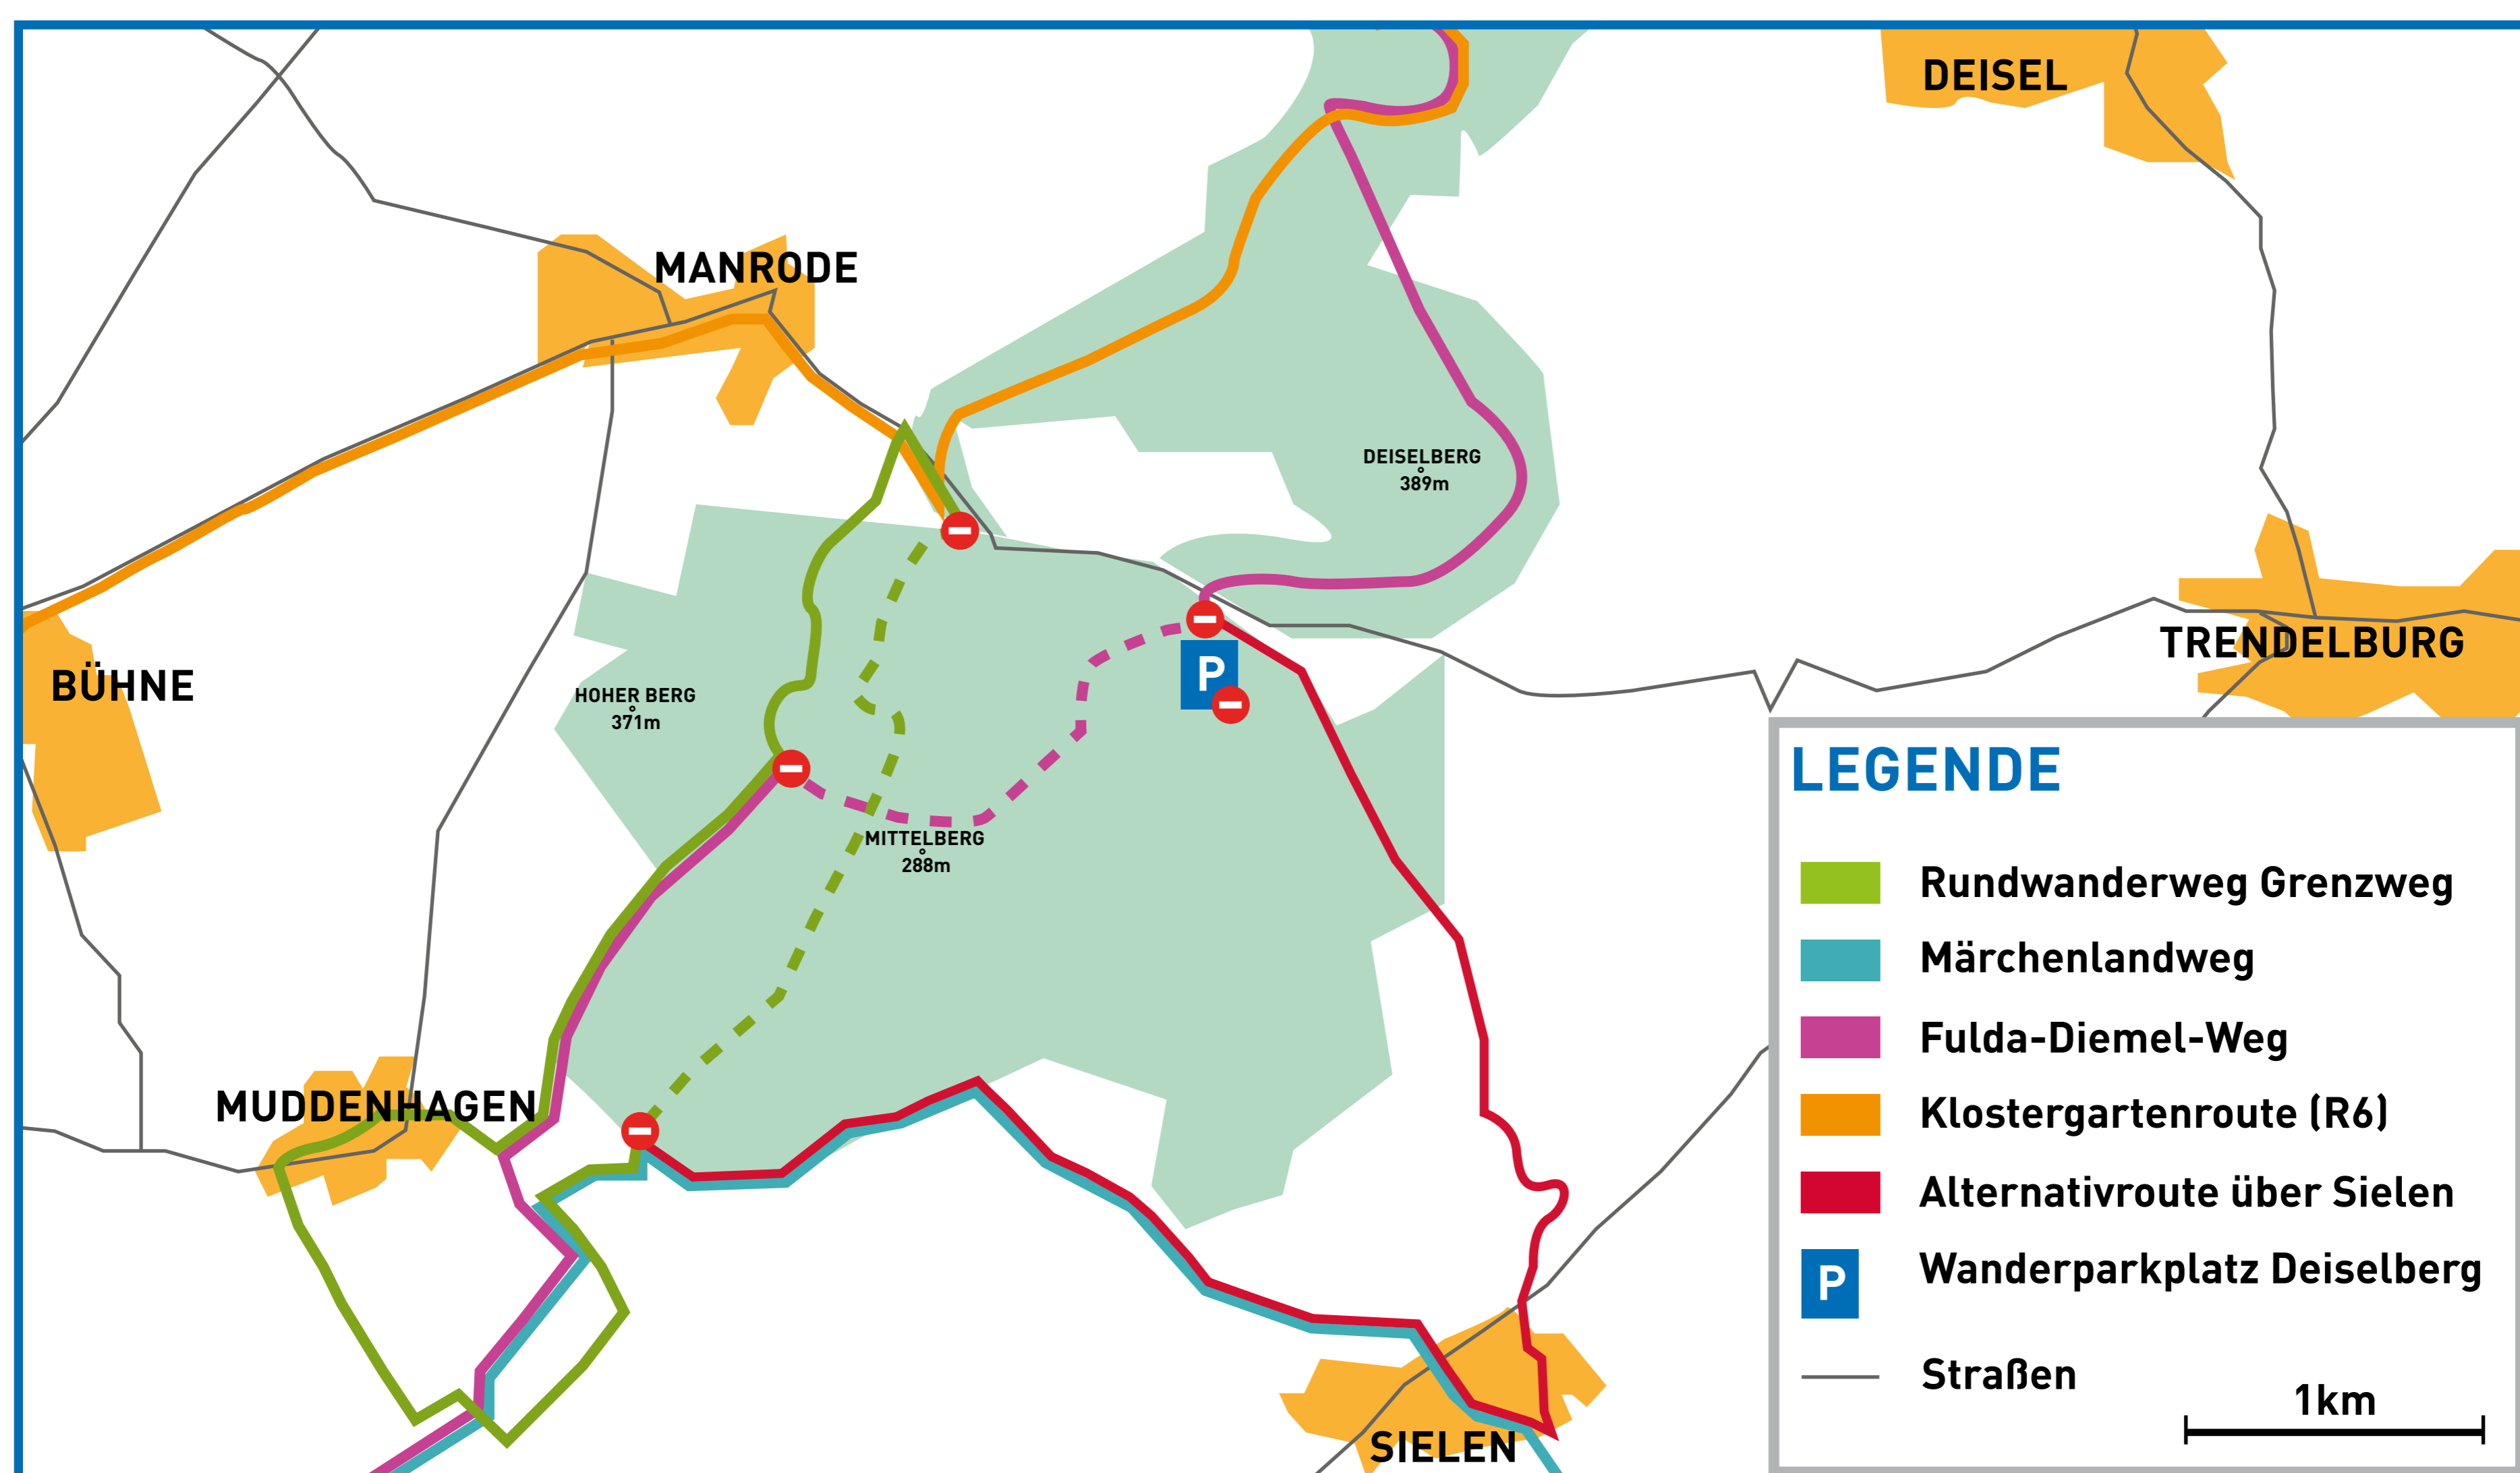 DEISEL
MANRODE
DEISELBERG
389m
TRENDELBURG
BÜHNE
P
HOHER BERG
371m
MITTELBERG
288m
MUDDENHAGEN
SIELEN
LEGENDE
Rundwanderweg Grenzweg
Märchenlandweg
Fulda-Diemel-Weg
Klostergartenroute (R6)
Alternativroute über Sielen
P Wanderparkplatz Deiselberg
Straßen
1km